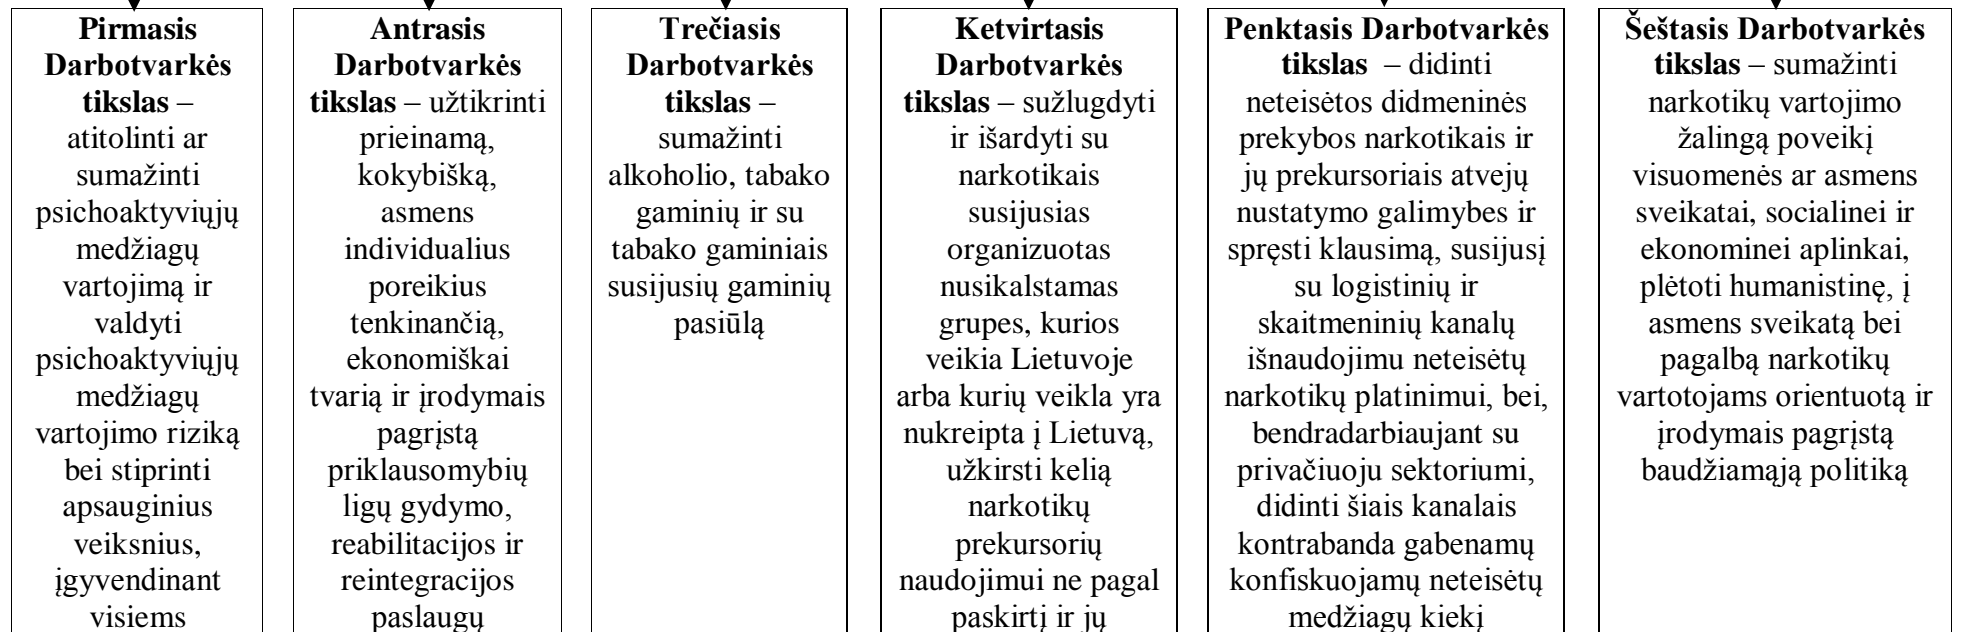 Pirmasis
Darbotvarkės
tikslas –
atitolinti ar
sumažinti
psichoaktyviųjų
medžiagų
vartojimą ir
valdyti
psichoaktyviųjų
medžiagų
vartojimo riziką
bei stiprinti
apsauginius
veiksnius,
įgyvendinant
visiems
Antrasis
Darbotvarkės
tikslas – užtikrinti
prieinamą,
kokybišką,
asmens
individualius
poreikius
tenkinančią,
ekonomiškai
tvarią ir įrodymais
pagrįstą
priklausomybių
ligų gydymo,
reabilitacijos ir
reintegracijos
paslaugų
Trečiasis
Darbotvarkės
tikslas –
sumažinti
alkoholio, tabako
gaminių ir su
tabako gaminiais
susijusių gaminių
pasiūlą
Ketvirtasis
Darbotvarkės
tikslas – sužlugdyti
ir išardyti su
narkotikais
susijusias
organizuotas
nusikalstamas
grupes, kurios
veikia Lietuvoje
arba kurių veikla yra
nukreipta į Lietuvą,
užkirsti kelią
narkotikų
prekursorių
naudojimui ne pagal
paskirtį ir jų
Penktasis Darbotvarkės
tikslas – didinti
neteisėtos didmeninės
prekybos narkotikais ir
jų prekursoriais atvejų
nustatymo galimybes ir
spręsti klausimą, susijusį
su logistinių ir
skaitmeninių kanalų
išnaudojimu neteisėtų
narkotikų platinimui, bei,
bendradarbiaujant su
privačiuoju sektoriumi,
didinti šiais kanalais
kontrabanda gabenamų
konfiskuojamų neteisėtų
medžiagų kiekį
Šeštasis Darbotvarkės
tikslas – sumažinti
narkotikų vartojimo
žalingą poveikį
visuomenės ar asmens
sveikatai, socialinei ir
ekonominei aplinkai,
plėtoti humanistinę, į
asmens sveikatą bei
pagalbą narkotikų
vartotojams orientuotą ir
įrodymais pagrįstą
baudžiamąją politiką